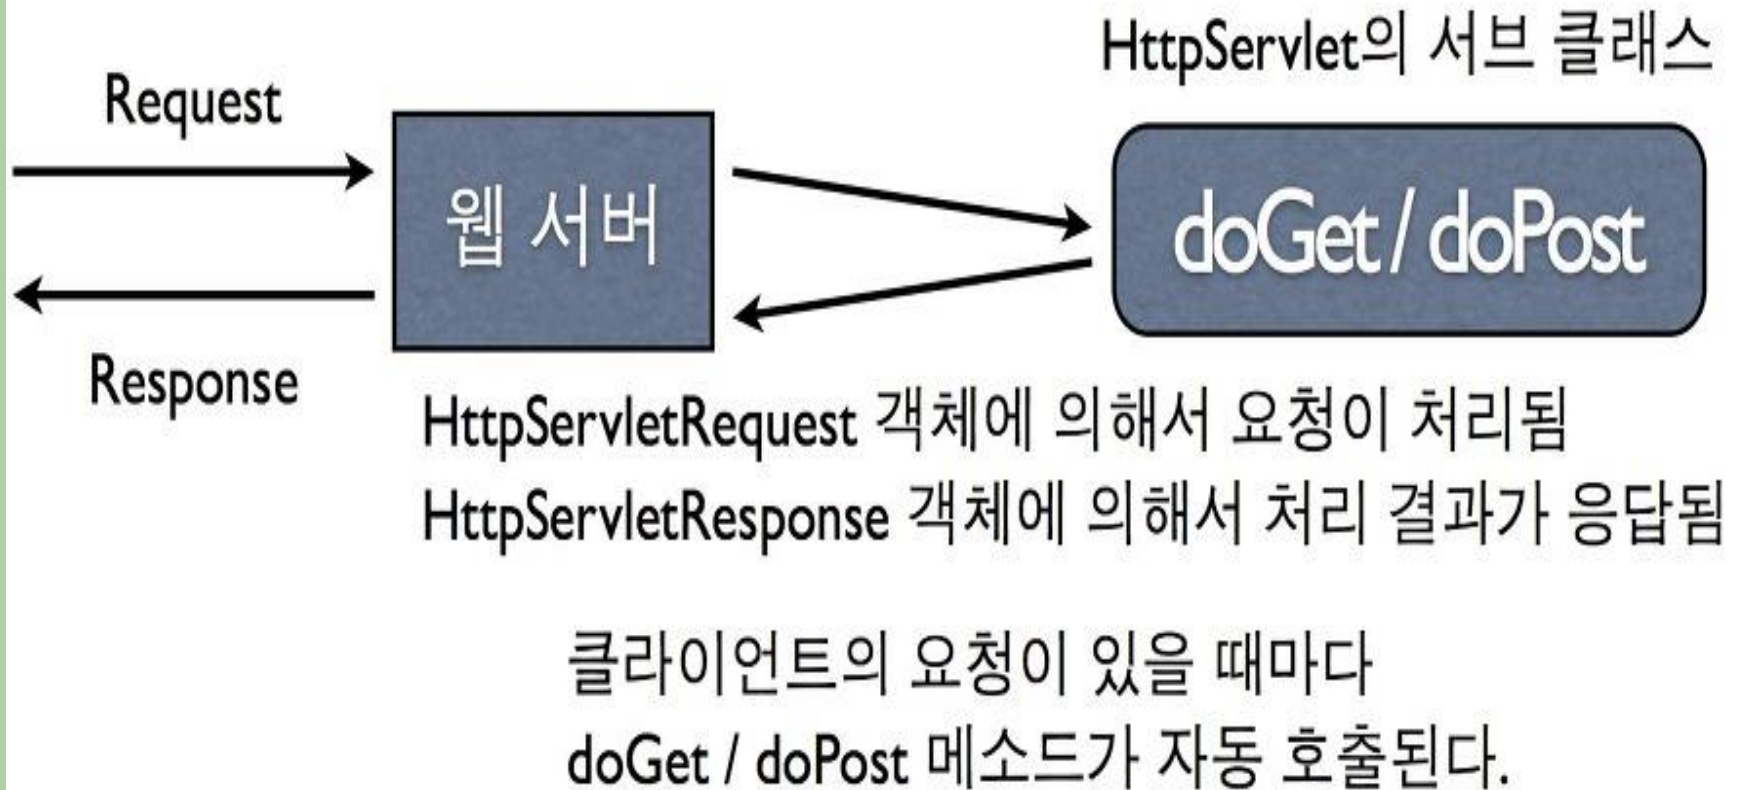 HttpServlet의 서브 클래스
Request
웹 서버
doGet / doPost
Response
HttpServletRequest 객체에 의해서 요청이 처리됨
HttpServletResponse 객체에 의해서 처리 결과가 응답됨
클라이언트의 요청이 있을 때마다
doGet / doPost 메소드가 자동 호출된다.